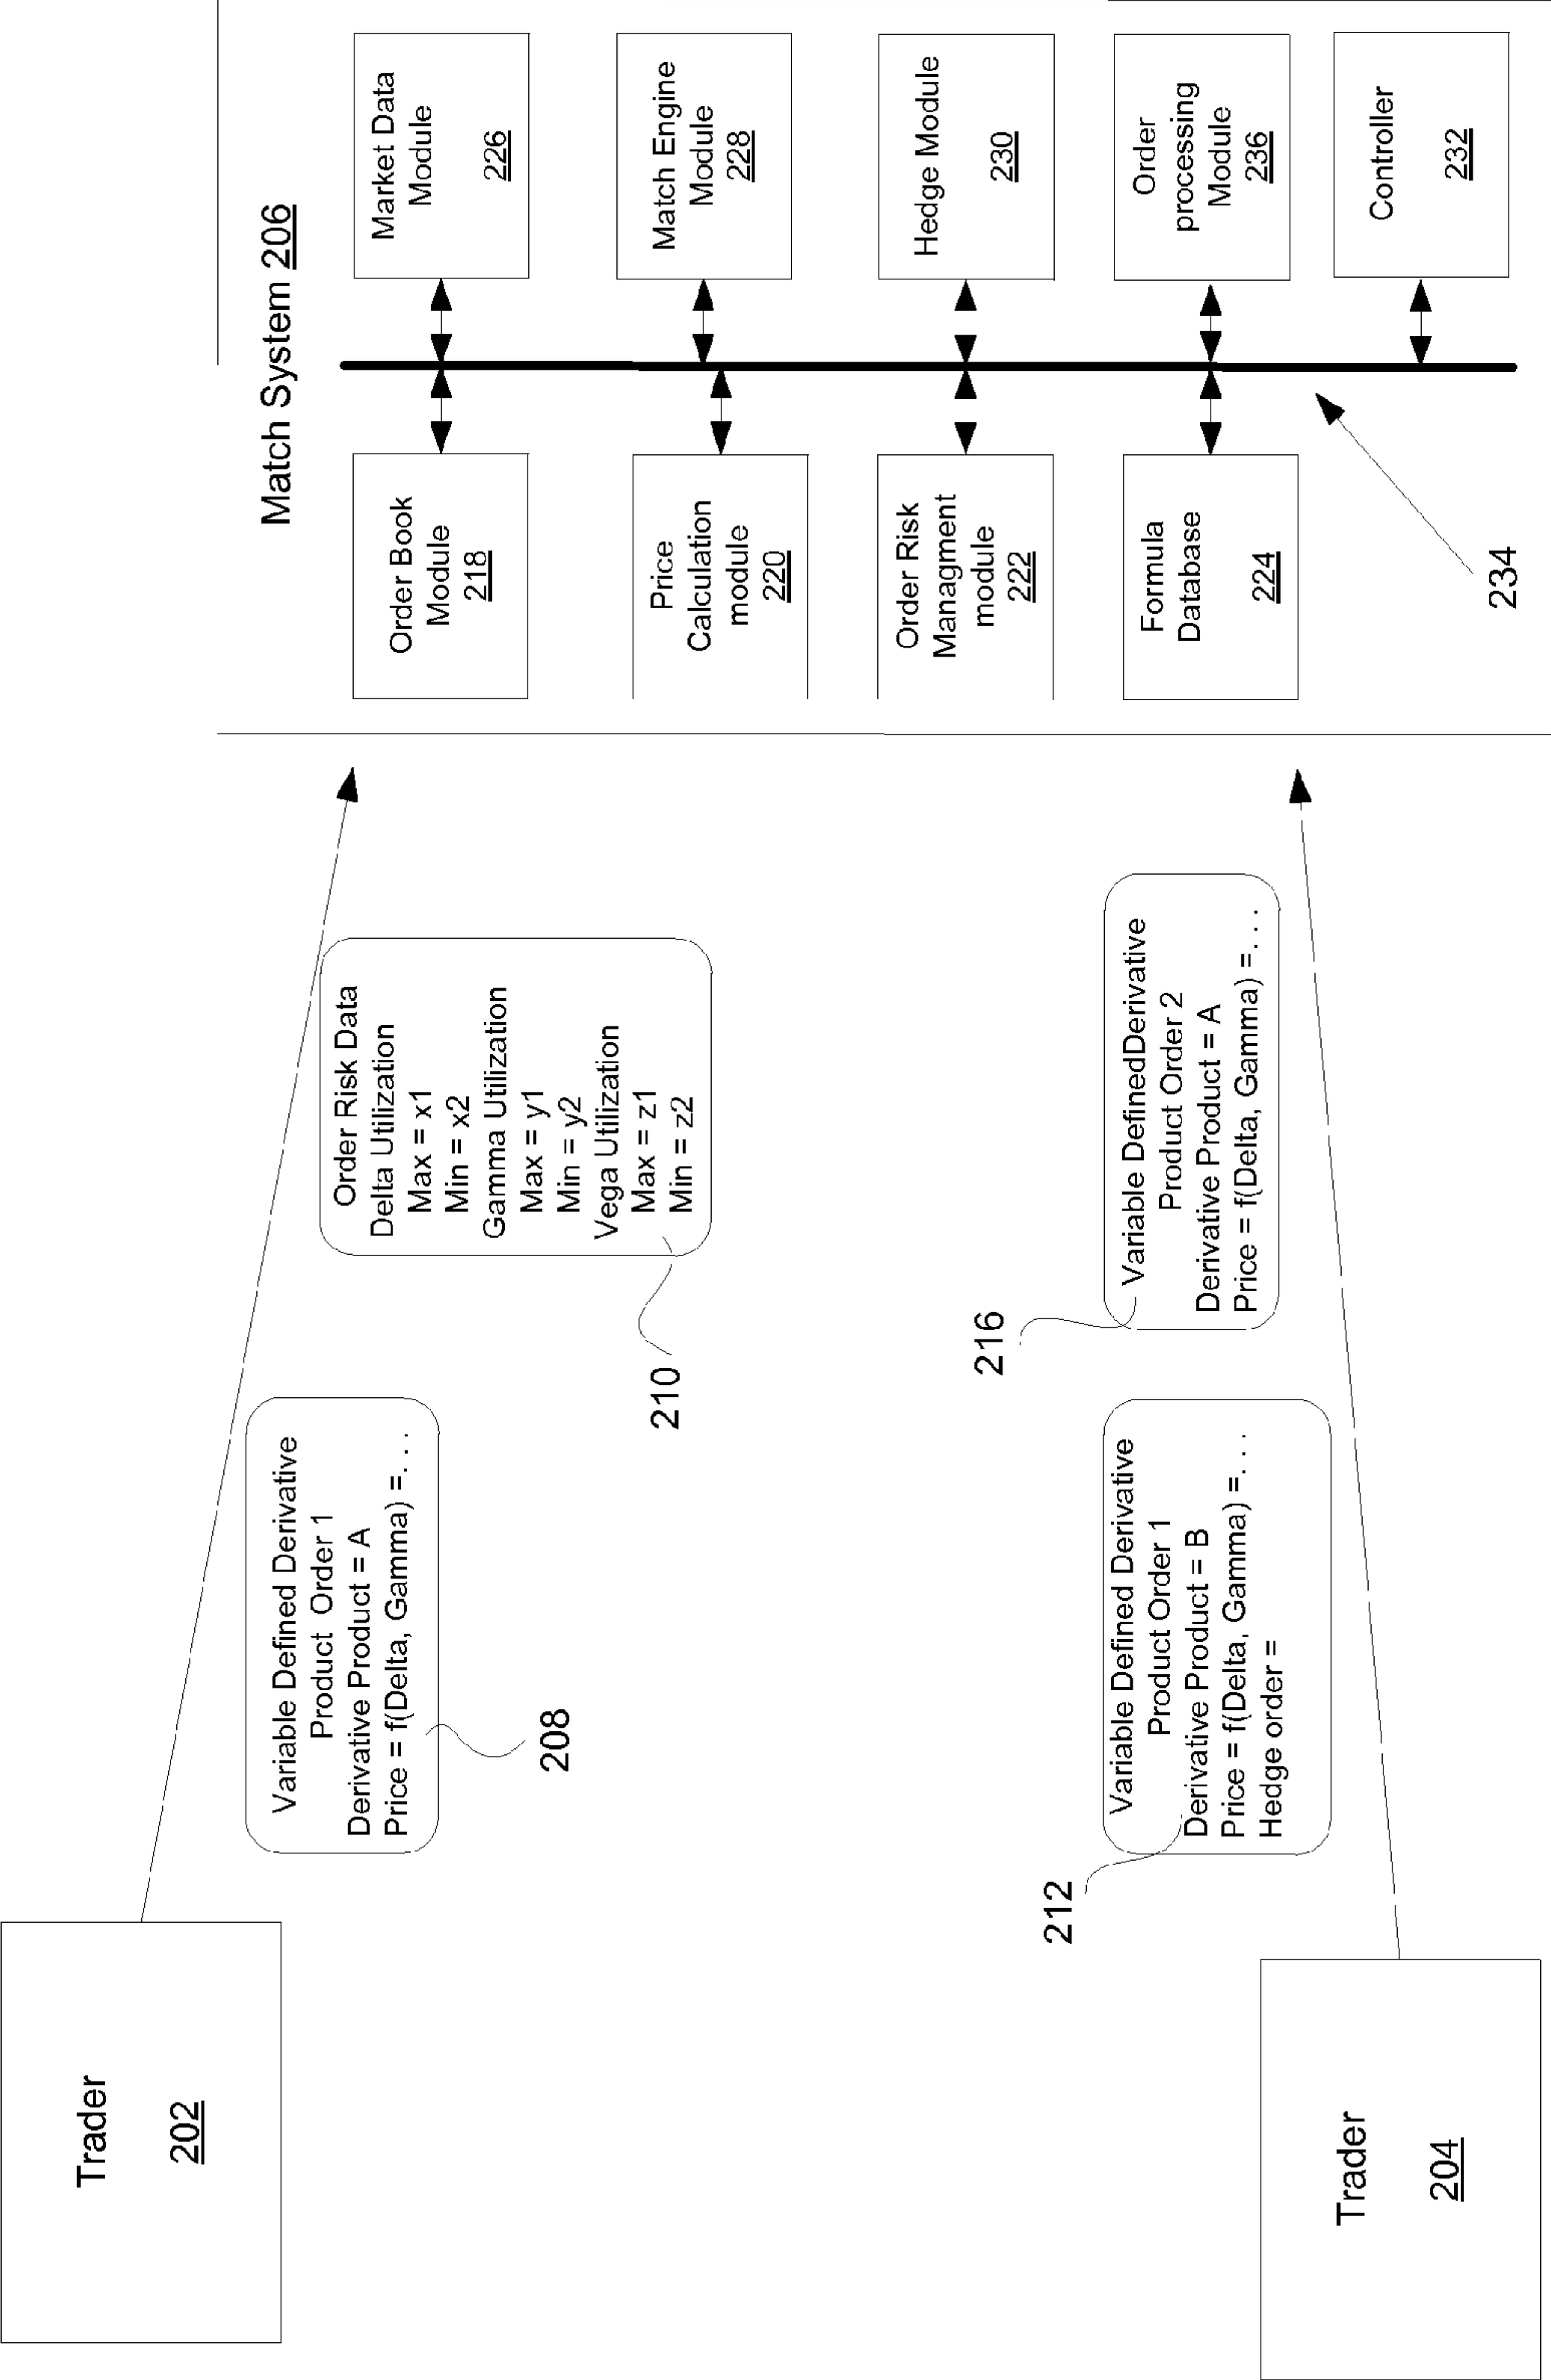 Trader
202
Variable Defined Derivative
Product Order 1
Derivative Product = A
Price = f(Delta, Gamma) =. . .
208
Order Risk Data
Delta Utilization
Max = x1
Min = x2
Gamma Utilization
Max = y1
Min = y2
Vega Utilization
Max = z1
Min = z2
210
Trader
204
Variable Defined Derivative
Product Order 1
Derivative Product = B
Price = f(Delta, Gamma) =. . .
Hedge order =
212
Variable DefinedDerivative
Product Order 2
Derivative Product = A
Price = f(Delta, Gamma) =. . .
216
Match System 206
Order Book
Module
218
Price
Calculation
module
220
Order Risk
Managment
module
222
Formula
Database
224
Market Data
Module
226
Match Engine
Module
228
Hedge Module
230
Order
processing
Module
236
Controller
232
234